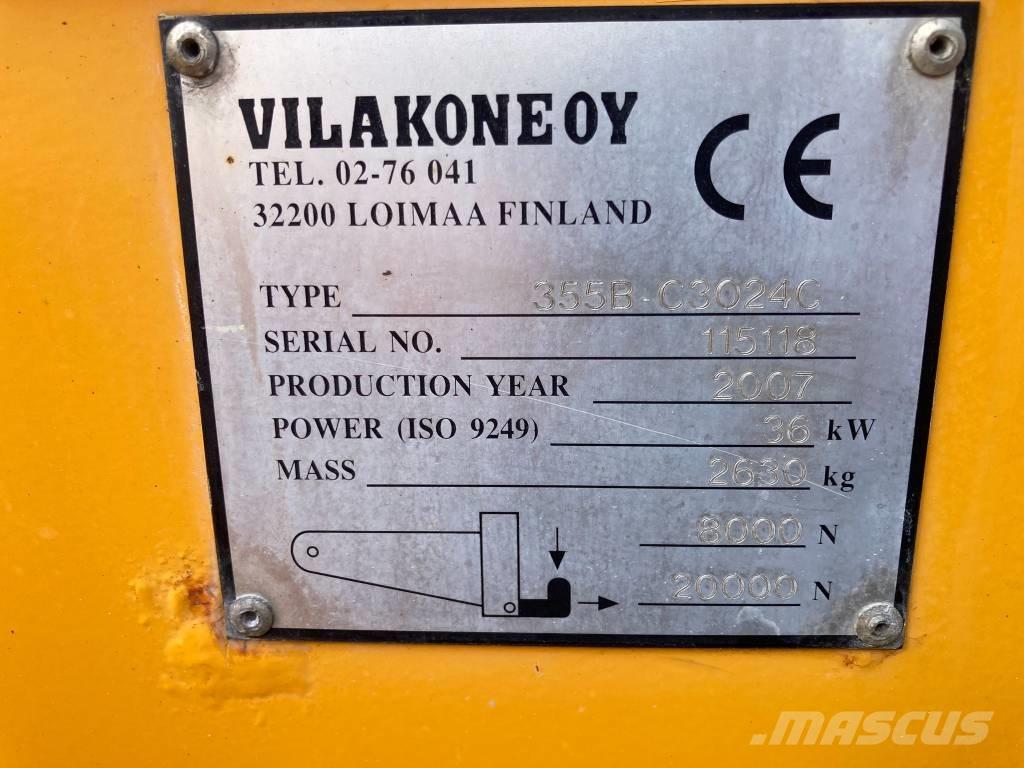 VILAKONE OY
CE
TEL. 02-76 041
32200 LOIMAA FINLAND
TYPE 355B-C3024C
SERIAL NO. 115118
PRODUCTION YEAR 2007
POWER (ISO 9249) 36 kW
MASS 2630 kg
8000 N
20000 N
MASCUS